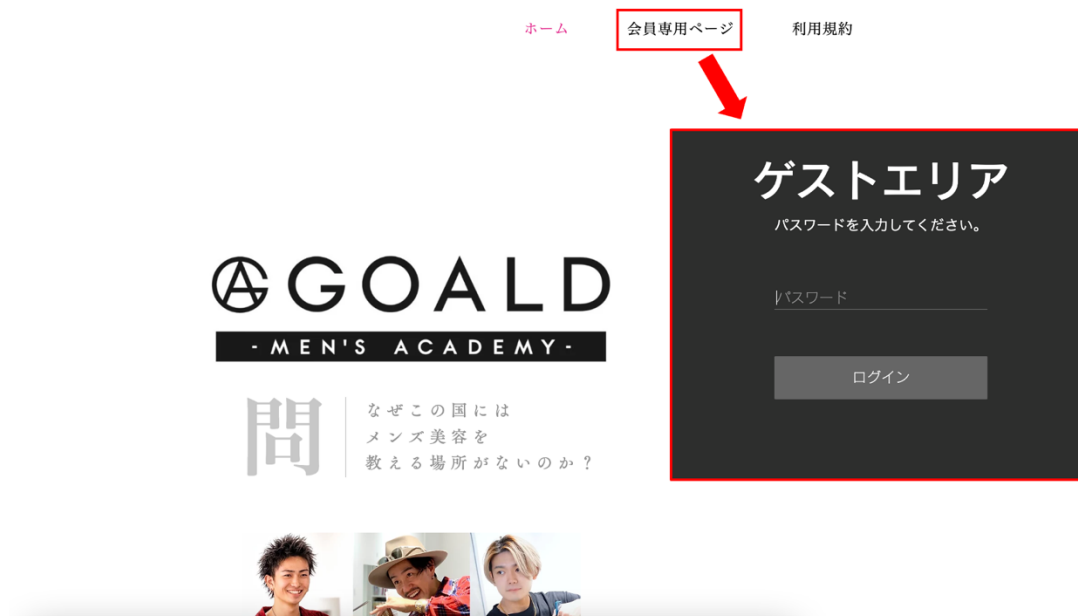 ホーム 会員専用ページ 利用規約
ゲストエリア
パスワードを入力してください。
パスワード
ログイン
GOALD
-MEN'S ACADEMY-
問
なぜこの国には
メンズ美容を
教える場所がないのか？